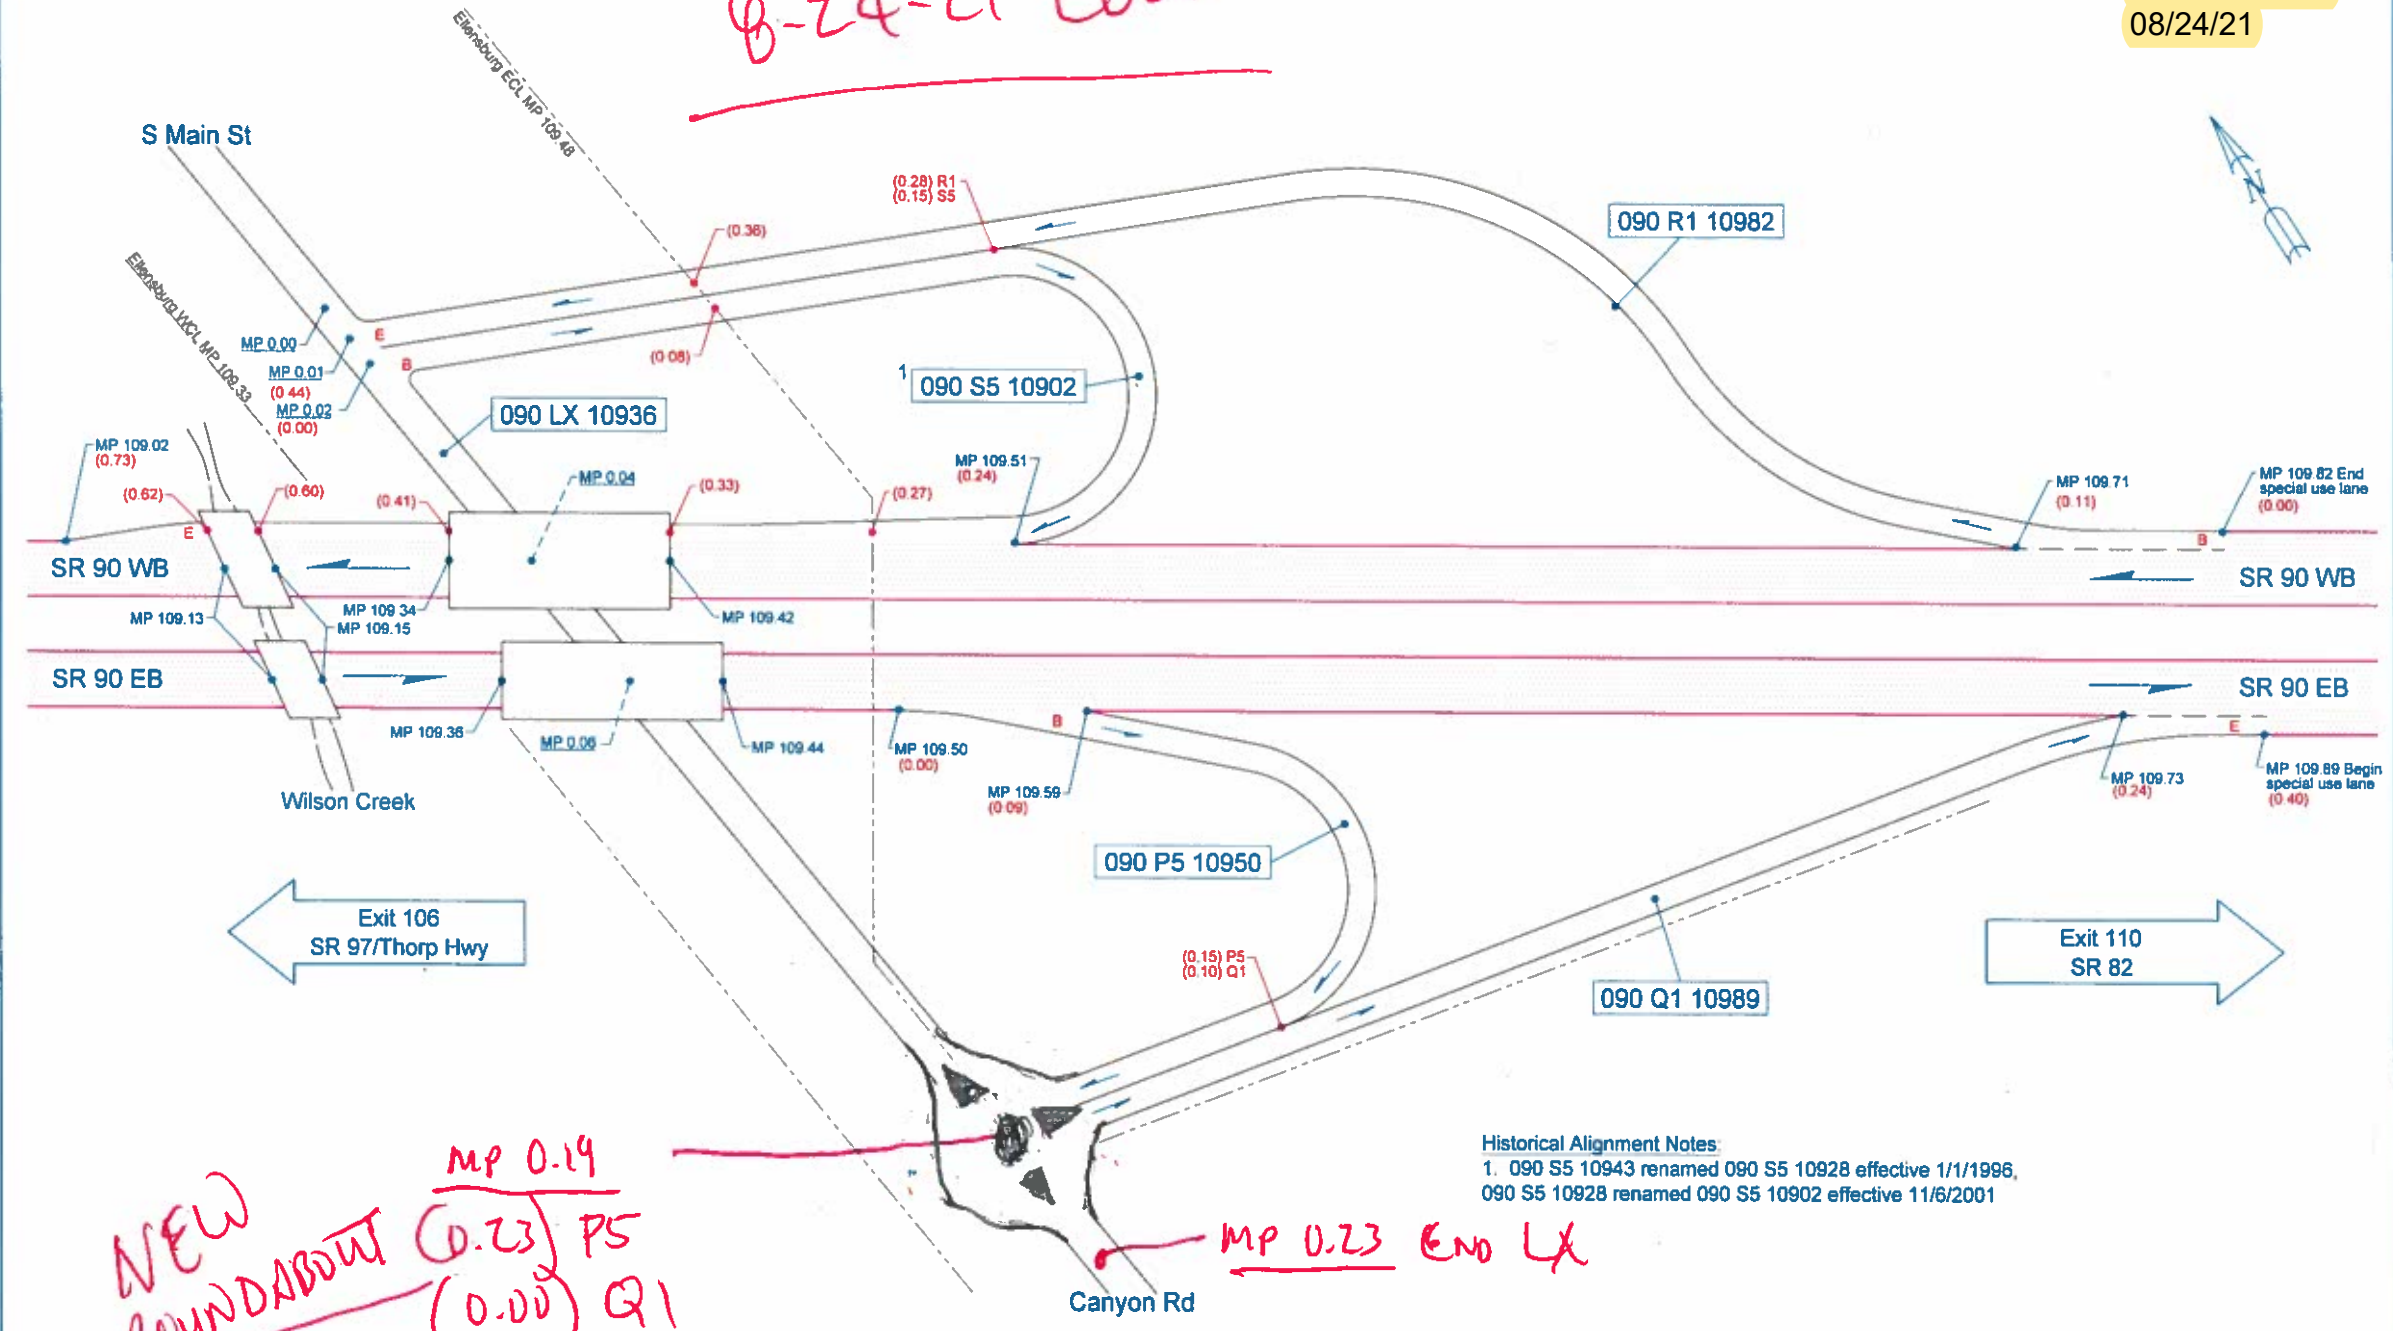 8-24-21
08/24/21
Ellensburg ECL MP 109.48
S Main St
(0.28) R1
(0.15) S5
090 R1 10982
N
(0.36)
Ellensburg WCL MP 109.33
MP 0.00
MP 0.01
(0.44)
MP 0.02
(0.00)
E
B
(0.08)
1
090 S5 10902
090 LX 10936
MP 109.02
(0.73)
(0.62)
(0.60)
(0.41)
MP 0.04
(0.33)
(0.27)
MP 109.51
(0.24)
MP 109.71
(0.11)
MP 109.82 End
special use lane
(0.00)
E
B
SR 90 WB
SR 90 WB
MP 109.13
MP 109.15
MP 109.34
MP 109.42
SR 90 EB
SR 90 EB
MP 109.36
MP 0.06
MP 109.44
MP 109.50
(0.00)
B
MP 109.59
(0.09)
E
MP 109.73
(0.24)
MP 109.89 Begin
special use lane
(0.40)
Wilson Creek
090 P5 10950
Exit 106
SR 97/Thorp Hwy
(0.15) P5
(0.10) Q1
090 Q1 10989
Exit 110
SR 82
Historical Alignment Notes:
1. 090 S5 10943 renamed 090 S5 10928 effective 1/1/1996,
090 S5 10928 renamed 090 S5 10902 effective 11/6/2001
NEW
ROUNDABOUT
MP 0.19
(0.23) P5
(0.00) Q1
MP 0.23 END LX
Canyon Rd